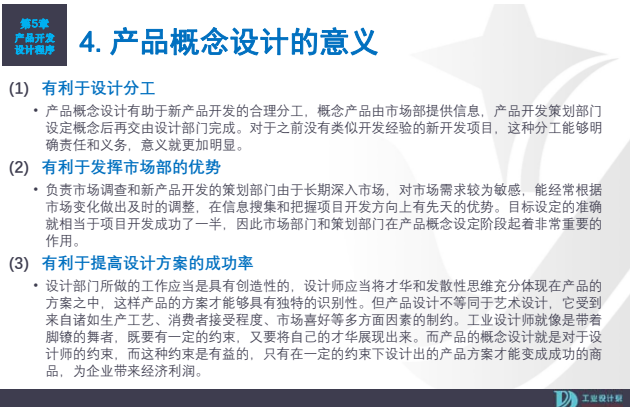 第5章
产品开发
设计程序
4. 产品概念设计的意义
(1) 有利于设计分工
• 产品概念设计有助于新产品开发的合理分工，概念产品由市场部提供信息，产品开发策划部门
设定概念后再交由设计部门完成。对于之前没有类似开发经验的新开发项目，这种分工能够明
确责任和义务，意义就更加明显。
(2) 有利于发挥市场部的优势
• 负责市场调查和新产品开发的策划部门由于长期深入市场，对市场需求较为敏感，能经常根据
市场变化做出及时的调整，在信息搜集和把握项目开发方向上有先天的优势。目标设定的准确
就相当于项目开发成功了一半，因此市场部门和策划部门在产品概念设定阶段起着非常重要的
作用。
(3) 有利于提高设计方案的成功率
• 设计部门所做的工作应当是具有创造性的，设计师应当将才华和发散性思维充分体现在产品的
方案之中，这样产品的方案才能够具有独特的识别性。但产品设计不等同于艺术设计，它受到
来自诸如生产工艺、消费者接受程度、市场喜好等多方面因素的制约。工业设计师就像是带着
脚镣的舞者，既要有一定的约束，又要将自己的才华展现出来。而产品的概念设计就是对于设
计师的约束，而这种约束是有益的，只有在一定的约束下设计出的产品方案才能变成成功的商
品，为企业带来经济利润。